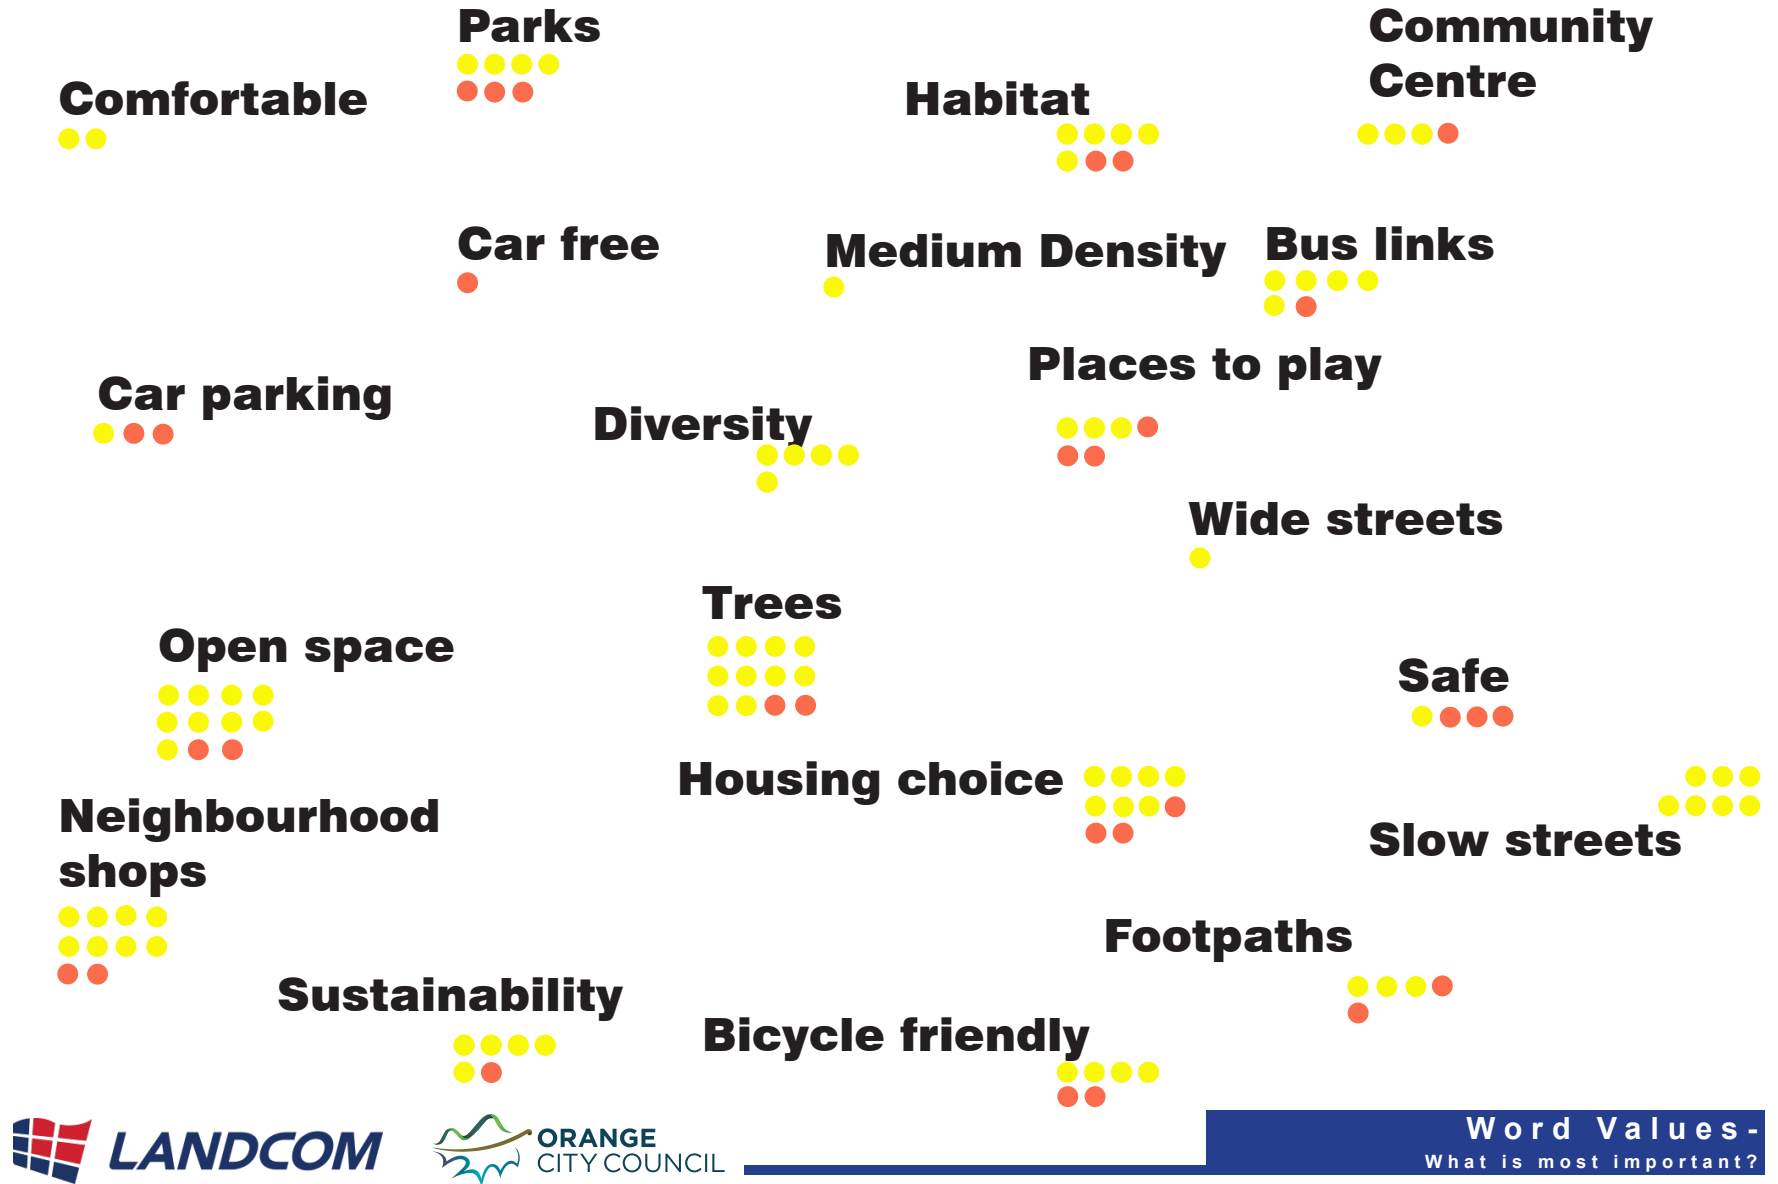 Parks
Community
Centre
Comfortable
Habitat
Car free
Medium Density
Bus links
Places to play
Car parking
Diversity
Wide streets
Trees
Open space
Safe
Housing choice
Neighbourhood
shops
Slow streets
Footpaths
Sustainability
Bicycle friendly
LANDCOM
ORANGE
CITY COUNCIL
Word Values-
What is most important?